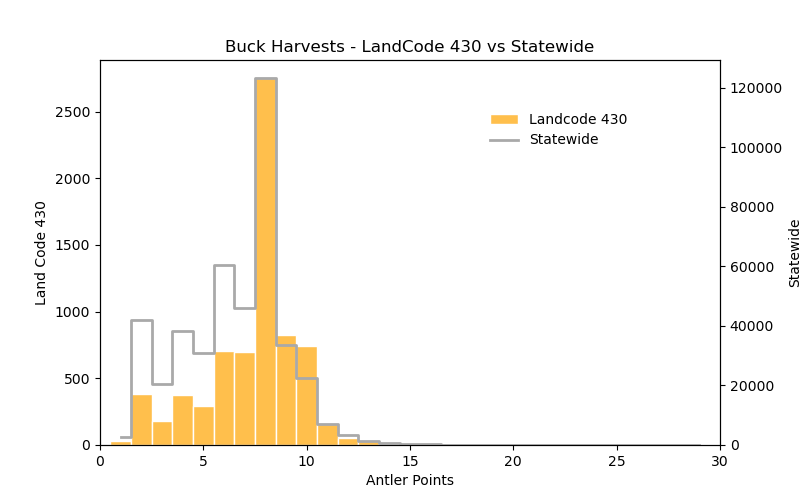 Buck Harvests - LandCode 430 vs Statewide
2500
2000
1500
1000
500
0
Land Code 430
Landcode 430
Statewide
120000
100000
80000
60000
40000
20000
0
Statewide
0 5 10 15 20 25 30
Antler Points